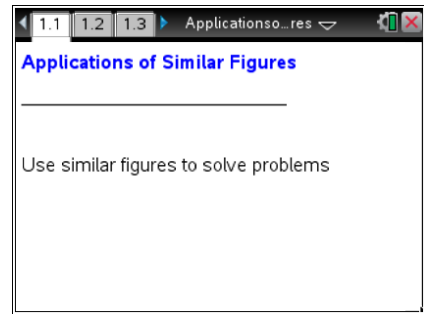 1.1 1.2 1.3 Applicationso…res
Applications of Similar Figures
Use similar figures to solve problems